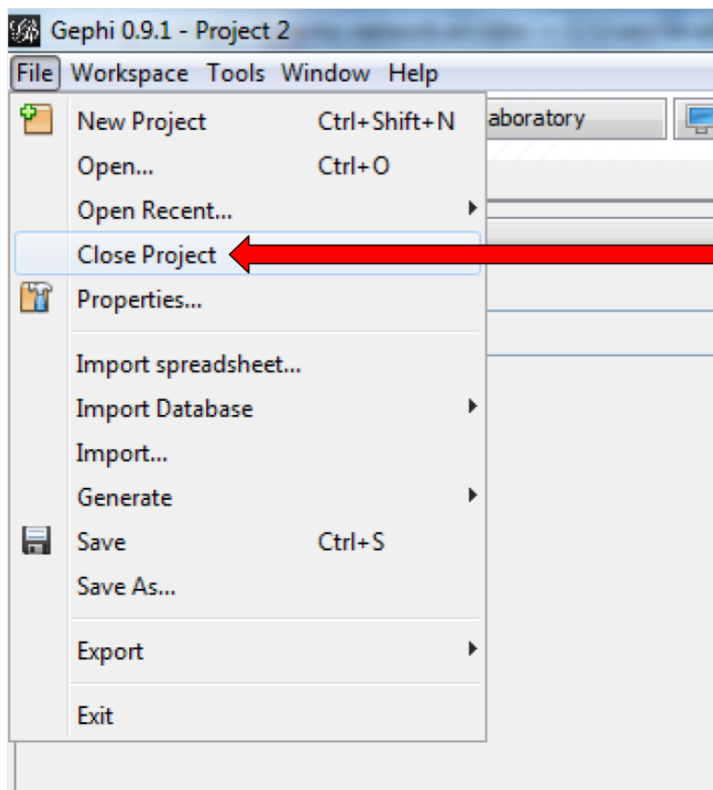 Gephi 0.9.1 - Project 2
File Workspace Tools Window Help
New Project Ctrl+Shift+N
aboratory
Open... Ctrl+O
Open Recent...
Close Project
Properties...
Import spreadsheet...
Import Database
Import...
Generate
Save Ctrl+S
Save As...
Export
Exit